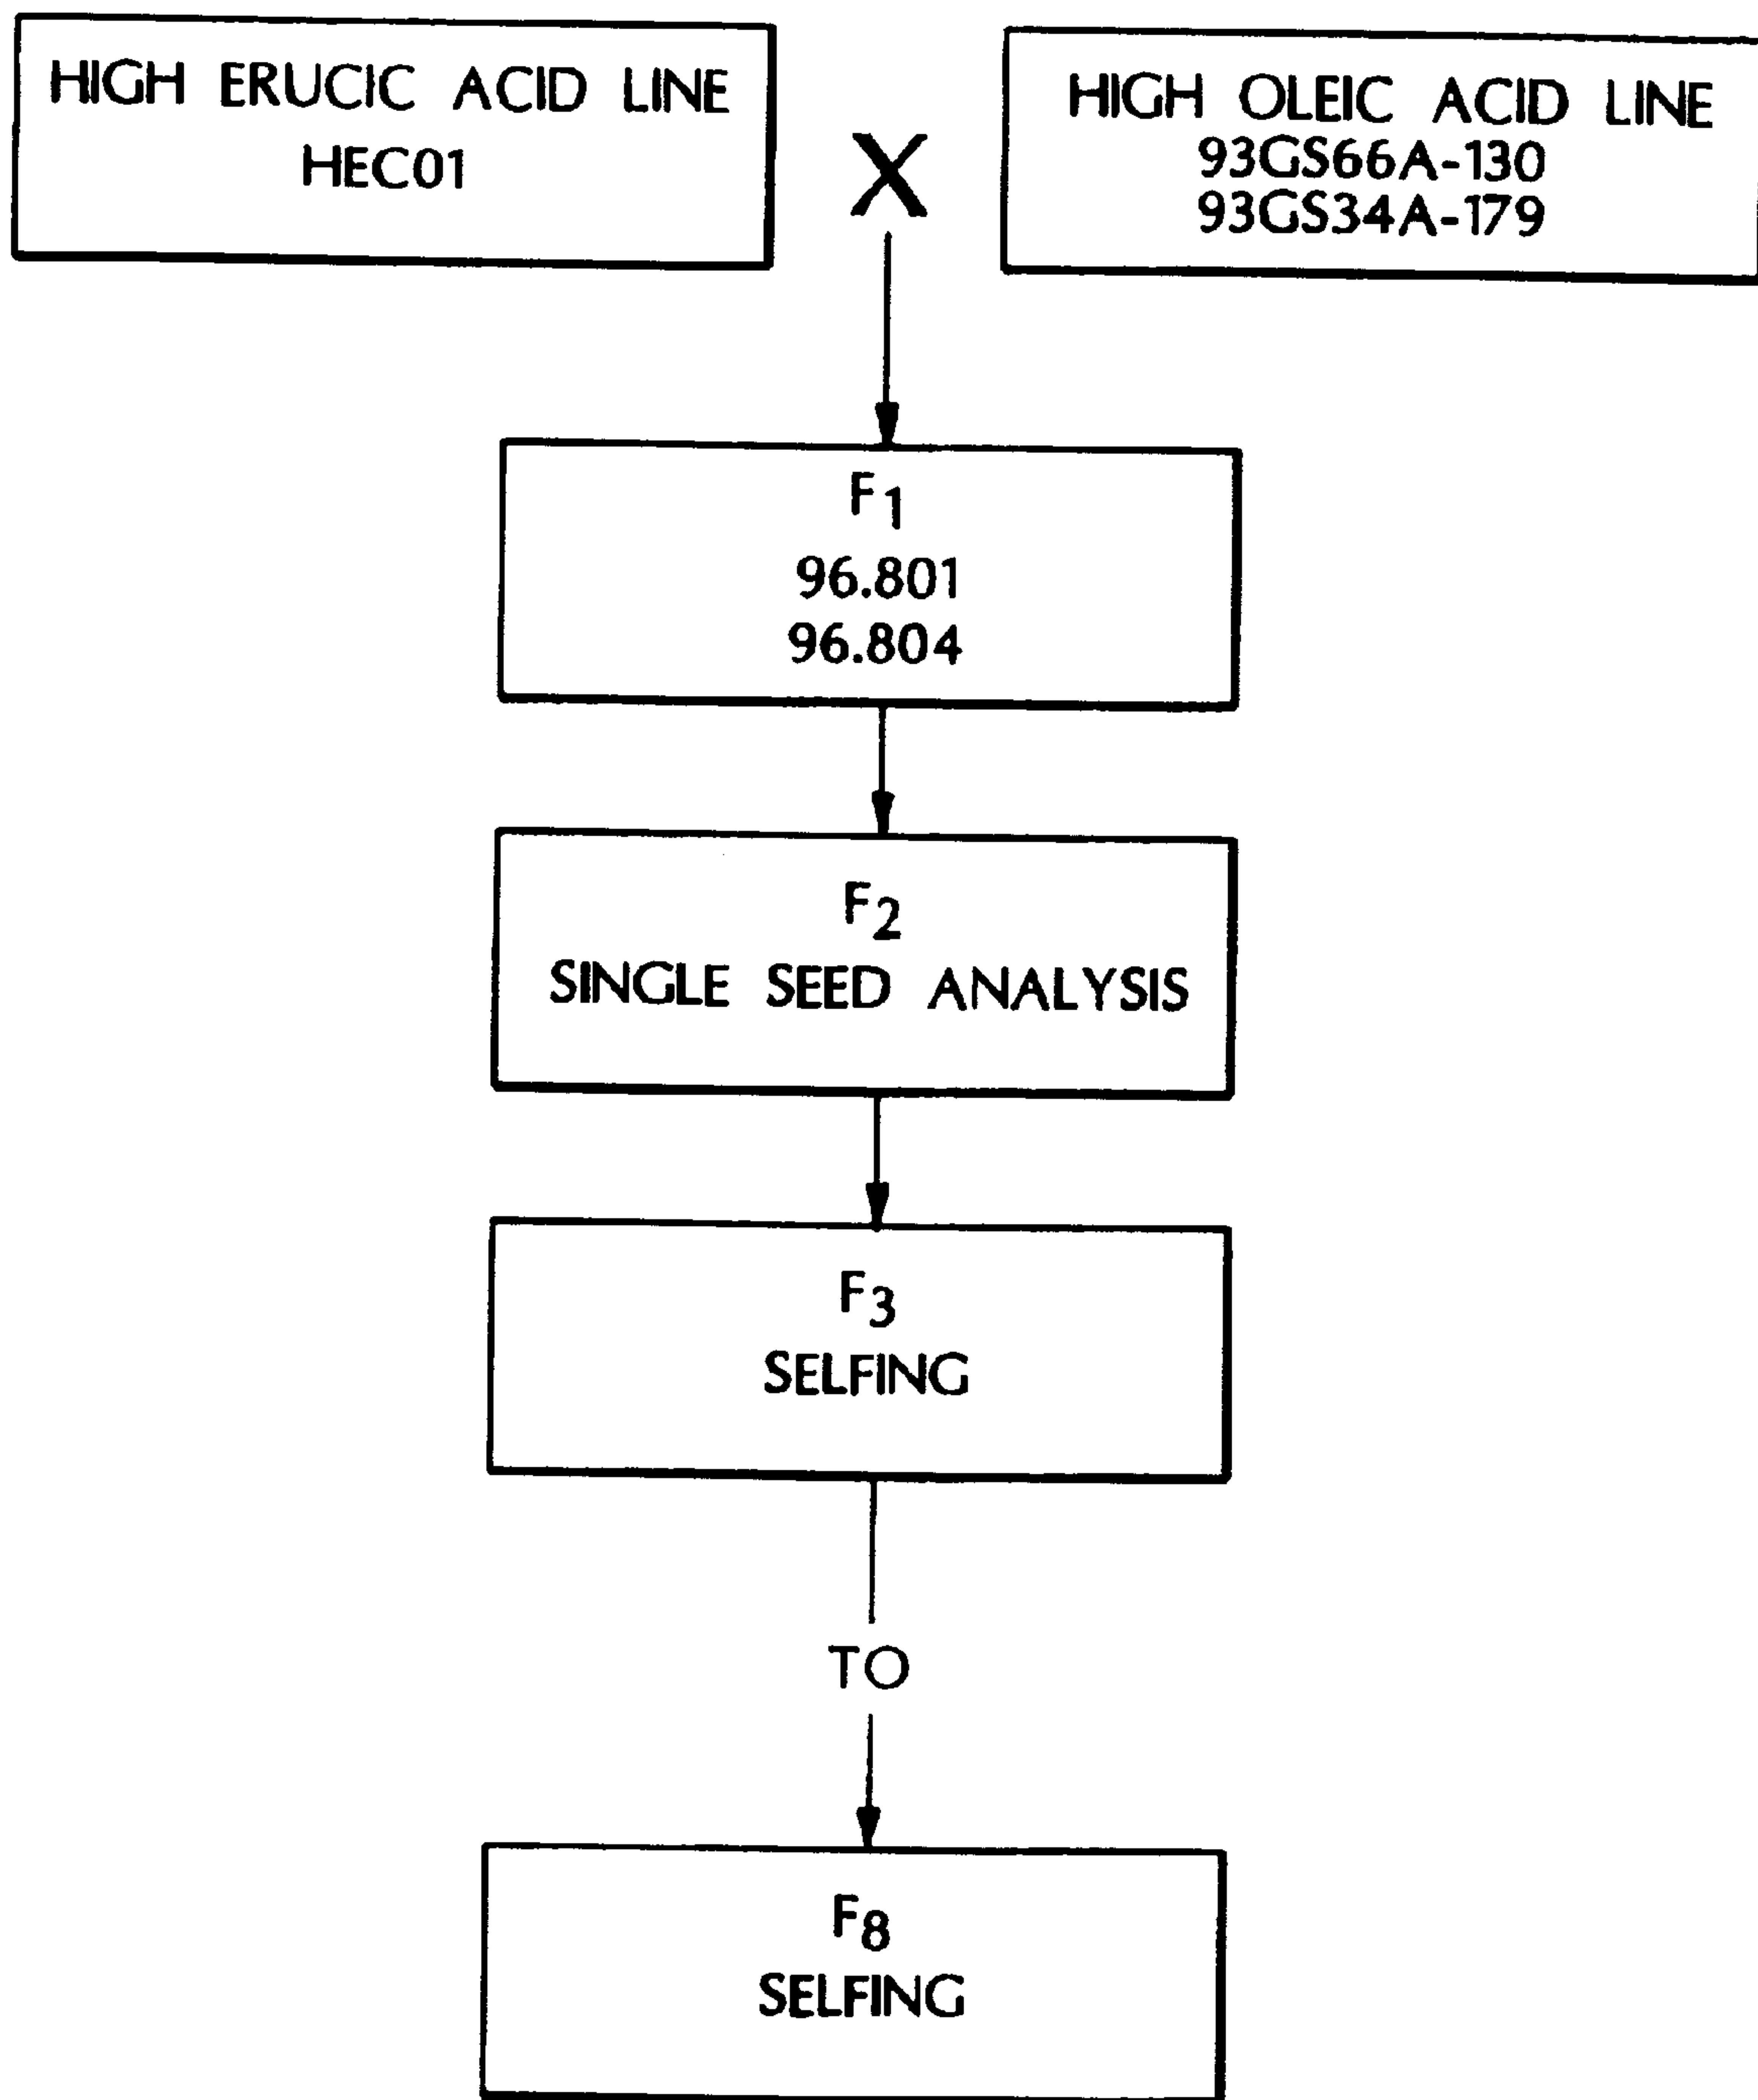 HIGH ERUCIC ACID LINE
HEC01
X
HIGH OLEIC ACID LINE
93GS66A-130
93GS34A-179
F1
96.801
96.804
F2
SINGLE SEED ANALYSIS
F3
SELFING
TO
F8
SELFING